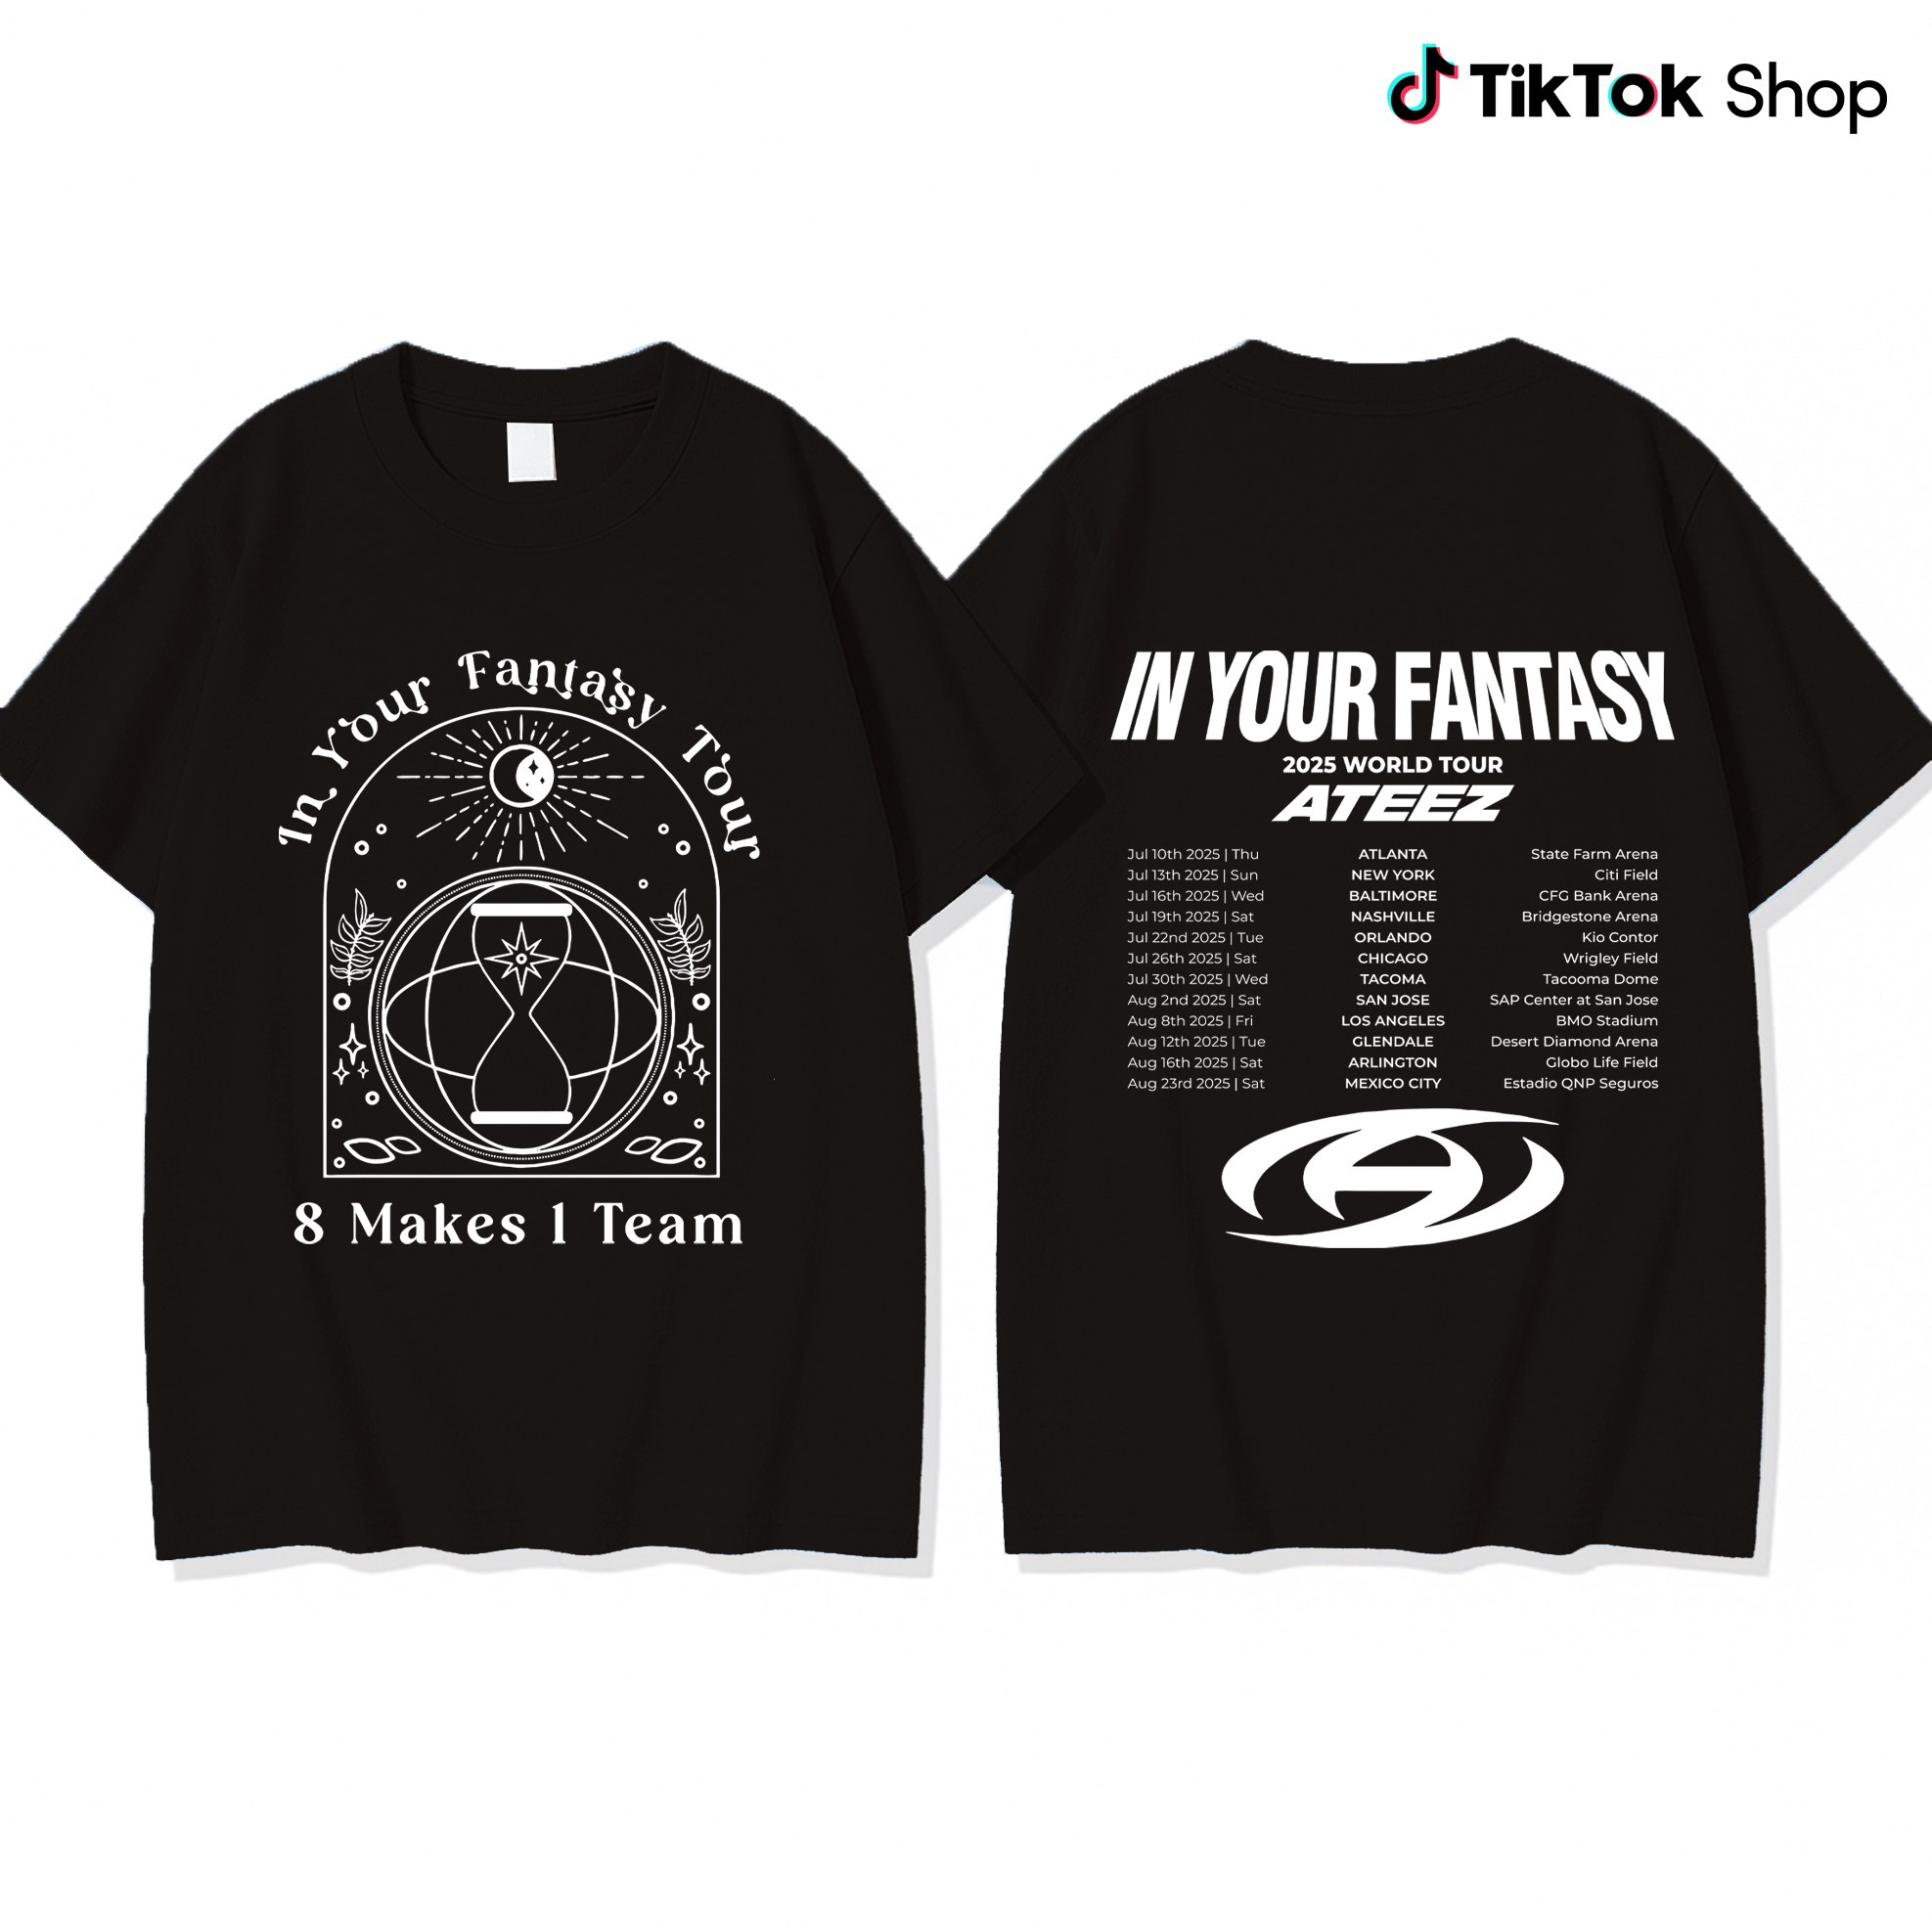 TikTok Shop
In Your Fantasy Tour
8 Makes 1 Team
IN YOUR FANTASY
2025 WORLD TOUR
ATEEZ
Jul 10th 2025 | Thu ATLANTA State Farm Arena
Jul 13th 2025 | Sun NEW YORK Citi Field
Jul 16th 2025 | Wed BALTIMORE CFG Bank Arena
Jul 19th 2025 | Sat NASHVILLE Bridgestone Arena
Jul 22nd 2025 | Tue ORLANDO Kio Contor
Jul 26th 2025 | Sat CHICAGO Wrigley Field
Jul 30th 2025 | Wed TACOMA Tacooma Dome
Aug 2nd 2025 | Sat SAN JOSE SAP Center at San Jose
Aug 8th 2025 | Fri LOS ANGELES BMO Stadium
Aug 12th 2025 | Tue GLENDALE Desert Diamond Arena
Aug 16th 2025 | Sat ARLINGTON Globo Life Field
Aug 23rd 2025 | Sat MEXICO CITY Estadio QNP Seguros